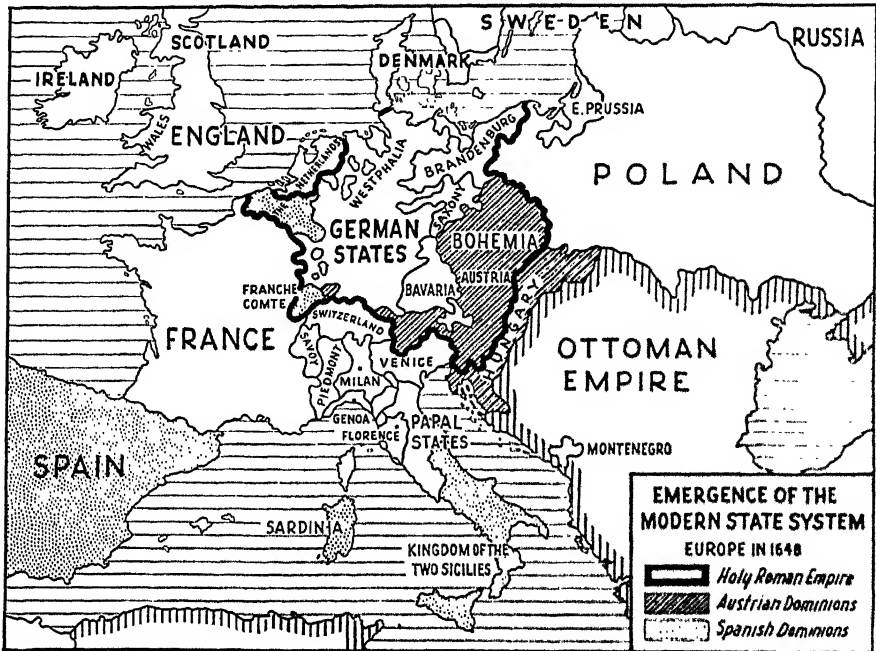 SWEDEN
RUSSIA
SCOTLAND
IRELAND
DENMARK
E. PRUSSIA
WALES
ENGLAND
THE NETHERLANDS
WESTPHALIA
BRANDENBURG
POLAND
SAXONY
GERMAN
STATES
BOHEMIA
AUSTRIA
BAVARIA
FRANCHE
COMTE
SWITZERLAND
HUNGARY
FRANCE
SAVOY
PIEDMONT
MILAN
VENICE
OTTOMAN
EMPIRE
GENOA
FLORENCE
PAPAL
STATES
MONTENEGRO
SPAIN
SARDINIA
KINGDOM OF THE
TWO SICILIES
EMERGENCE OF THE
MODERN STATE SYSTEM
EUROPE IN 1648
Holy Roman Empire
Austrian Dominions
Spanish Dominions